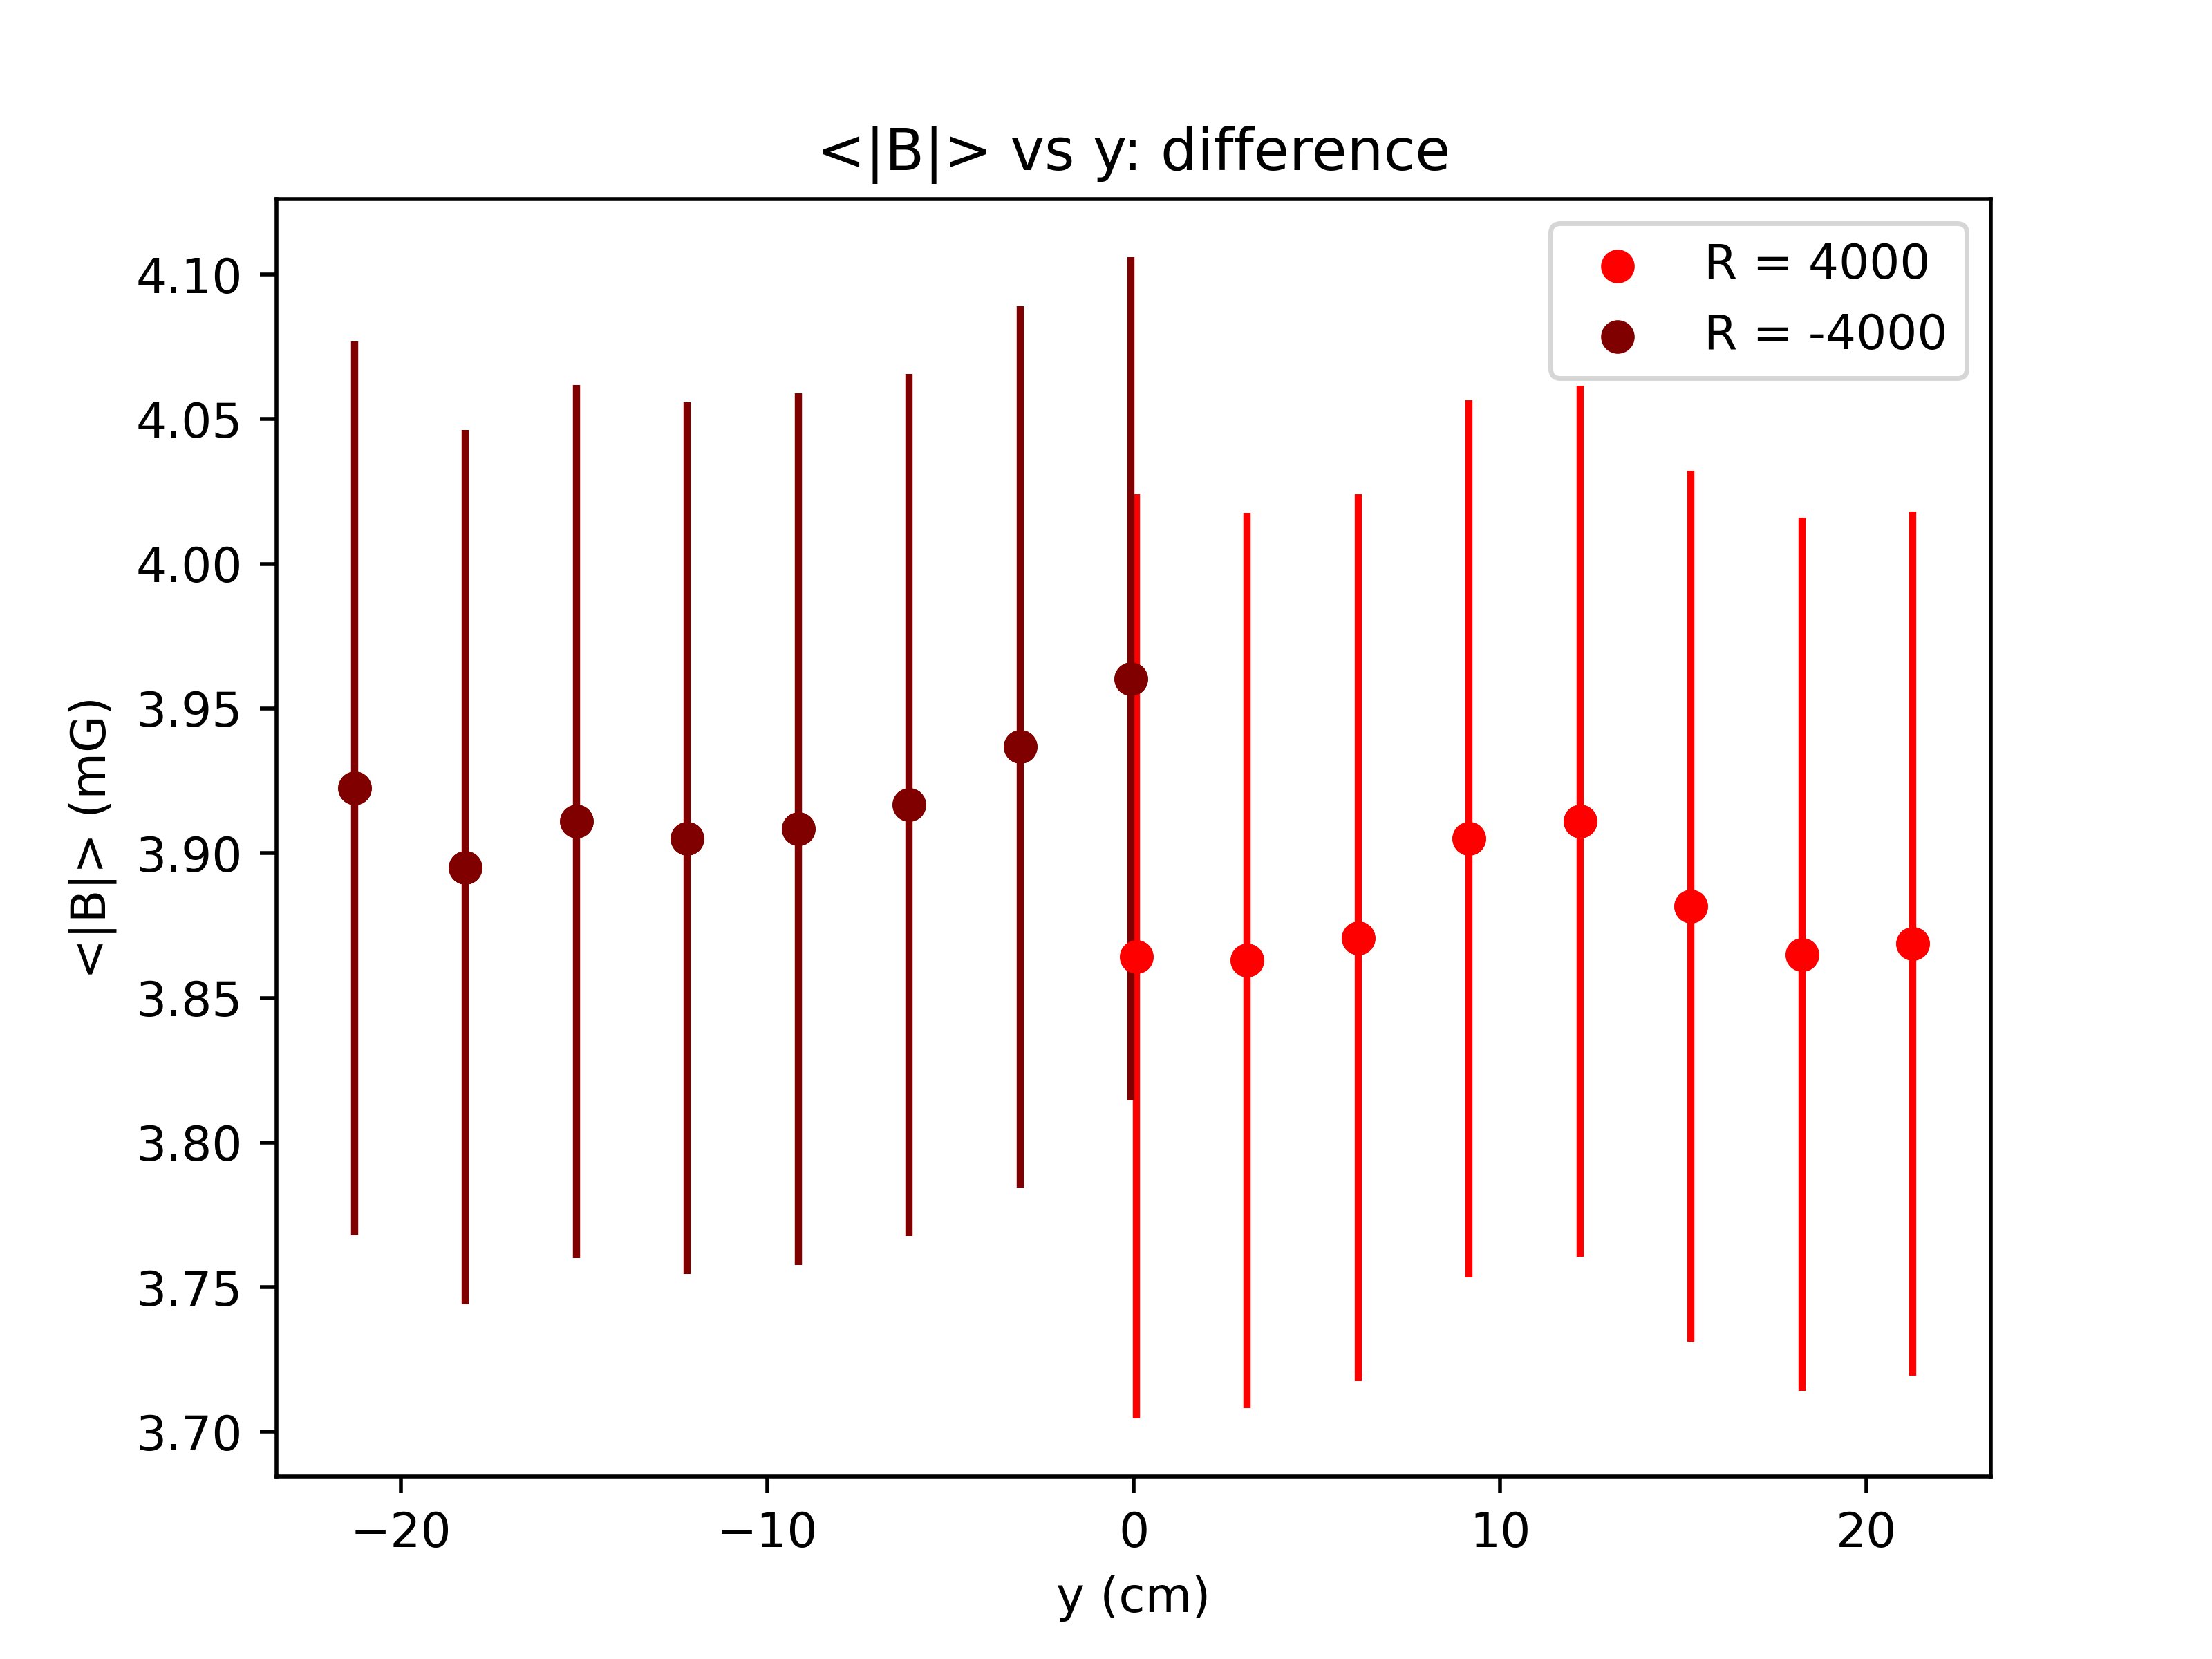 <|B|> vs y: difference
R = 4000
R = -4000
<|B|> (mG)
4.10
4.05
4.00
3.95
3.90
3.85
3.80
3.75
3.70
−20
−10
0
10
20
y (cm)